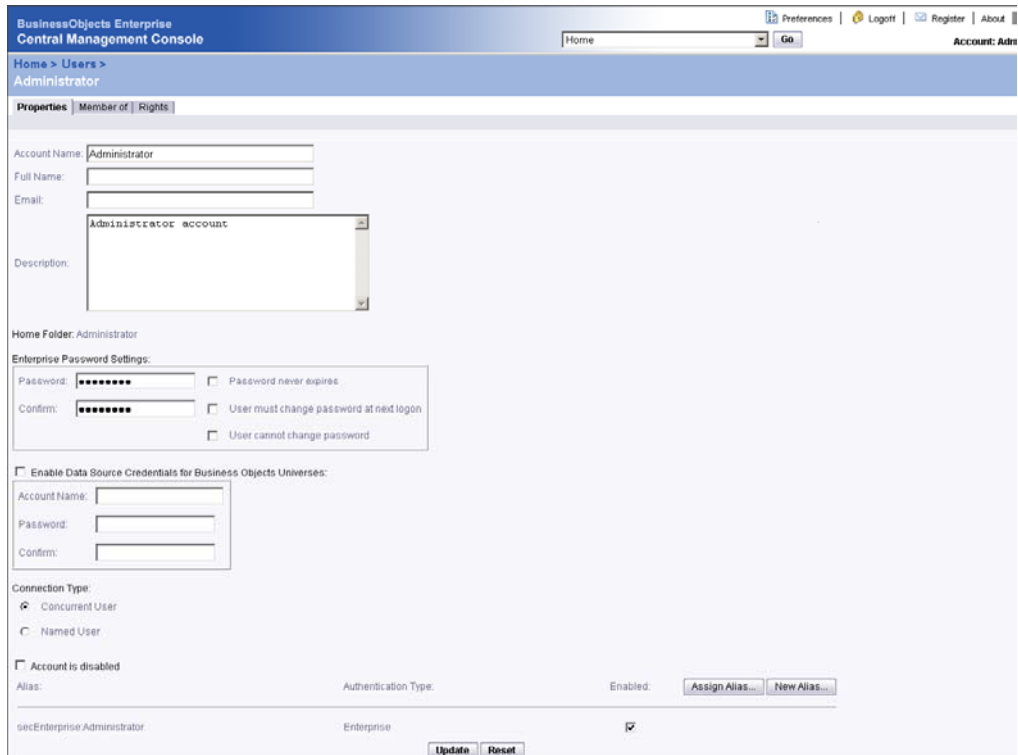 BusinessObjects Enterprise
Central Management Console
Preferences | Logoff | Register | About
Home Go
Account: Adm
Home > Users >
Administrator
Properties Member of Rights
Account Name: Administrator
Full Name:
Email:
Administrator account
Description:
Home Folder: Administrator
Enterprise Password Settings:
Password: •••••••• Password never expires
Confirm: •••••••• User must change password at next logon
User cannot change password
Enable Data Source Credentials for Business Objects Universes:
Account Name:
Password:
Confirm:
Connection Type:
Concurrent User
Named User
Account is disabled
Alias: Authentication Type: Enabled: Assign Alias... New Alias...
secEnterprise:Administrator Enterprise
Update Reset